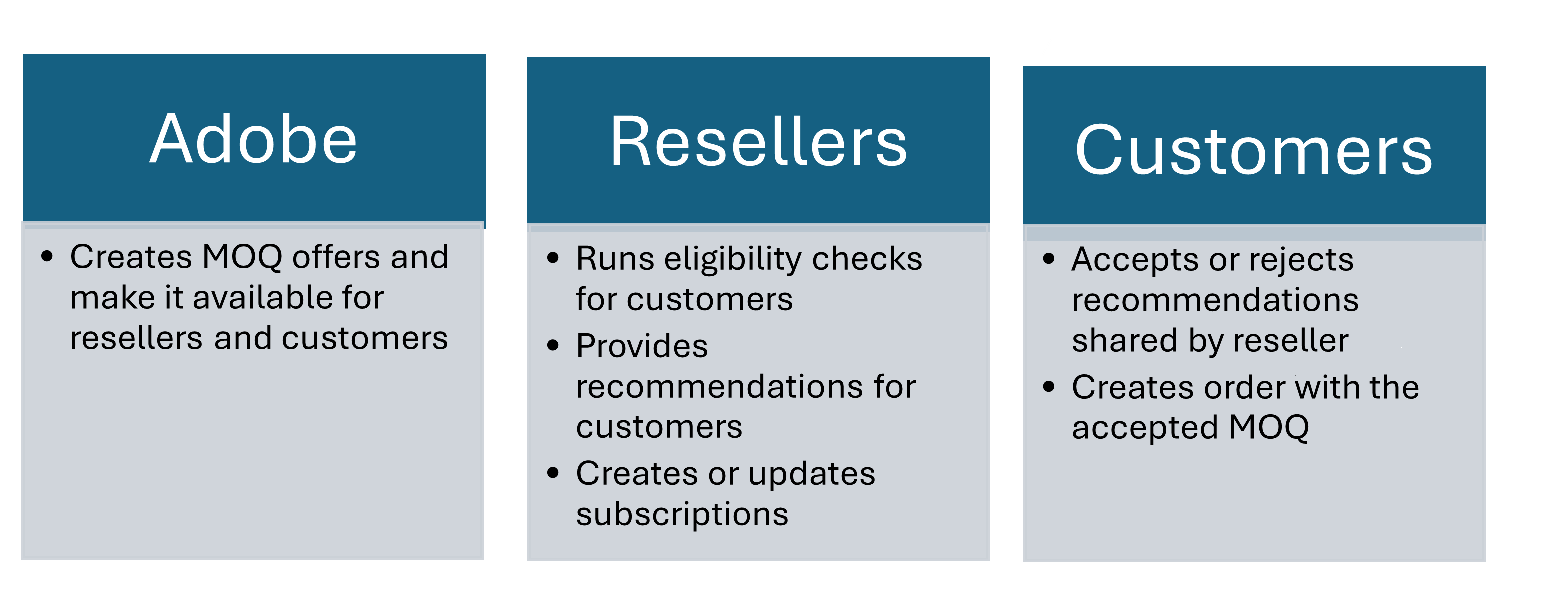 Adobe
• Creates MOQ offers and
make it available for
resellers and customers
Resellers
• Runs eligibility checks
for customers
• Provides
recommendations for
customers
• Creates or updates
subscriptions
Customers
• Accepts or rejects
recommendations
shared by reseller
• Creates order with the
accepted MOQ